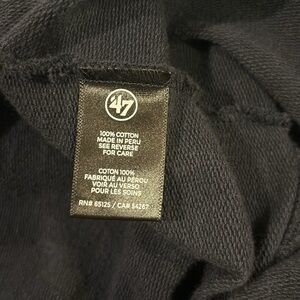 47
100% COTTON
MADE IN PERU
SEE REVERSE
FOR CARE
COTON 100%
FABRIQUÉ AU PÉROU
VOIR AU VERSO
POUR LES SOINS
RN# 65125 / CA# 54267